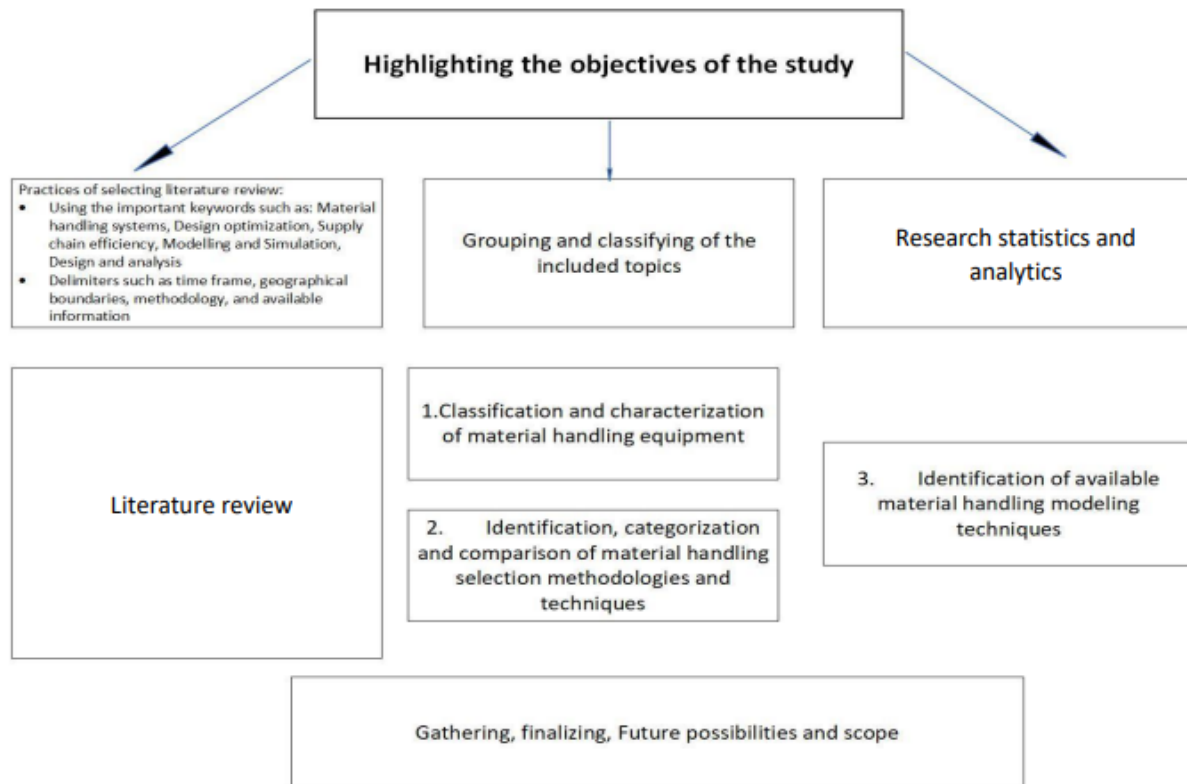 Highlighting the objectives of the study
Practices of selecting literature review:
• Using the important keywords such as: Material
handling systems, Design optimization, Supply
chain efficiency, Modelling and Simulation,
Design and analysis
• Delimiters such as time frame, geographical
boundaries, methodology, and available
information
Grouping and classifying of the
included topics
Research statistics and
analytics
Literature review
1.Classification and characterization
of material handling equipment
2. Identification, categorization
and comparison of material handling
selection methodologies and
techniques
3. Identification of available
material handling modeling
techniques
Gathering, finalizing, Future possibilities and scope